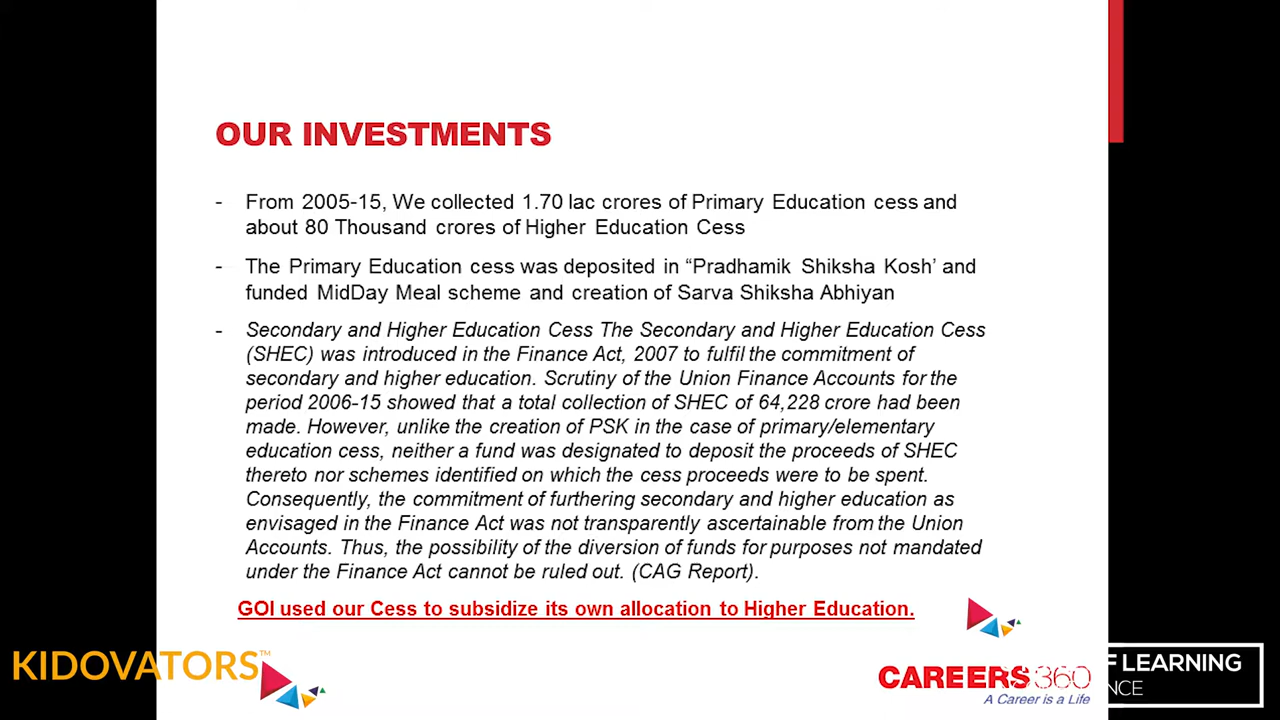 OUR INVESTMENTS
- From 2005-15, We collected 1.70 lac crores of Primary Education cess and
about 80 Thousand crores of Higher Education Cess
- The Primary Education cess was deposited in “Pradhamik Shiksha Kosh’ and
funded MidDay Meal scheme and creation of Sarva Shiksha Abhiyan
- Secondary and Higher Education Cess The Secondary and Higher Education Cess
(SHEC) was introduced in the Finance Act, 2007 to fulfil the commitment of
secondary and higher education. Scrutiny of the Union Finance Accounts for the
period 2006-15 showed that a total collection of SHEC of 64,228 crore had been
made. However, unlike the creation of PSK in the case of primary/elementary
education cess, neither a fund was designated to deposit the proceeds of SHEC
thereto nor schemes identified on which the cess proceeds were to be spent.
Consequently, the commitment of furthering secondary and higher education as
envisaged in the Finance Act was not transparently ascertainable from the Union
Accounts. Thus, the possibility of the diversion of funds for purposes not mandated
under the Finance Act cannot be ruled out. (CAG Report).
GOI used our Cess to subsidize its own allocation to Higher Education.
KIDOVATORS™
CAREERS360
A Career is a Life
F LEARNING
NCE